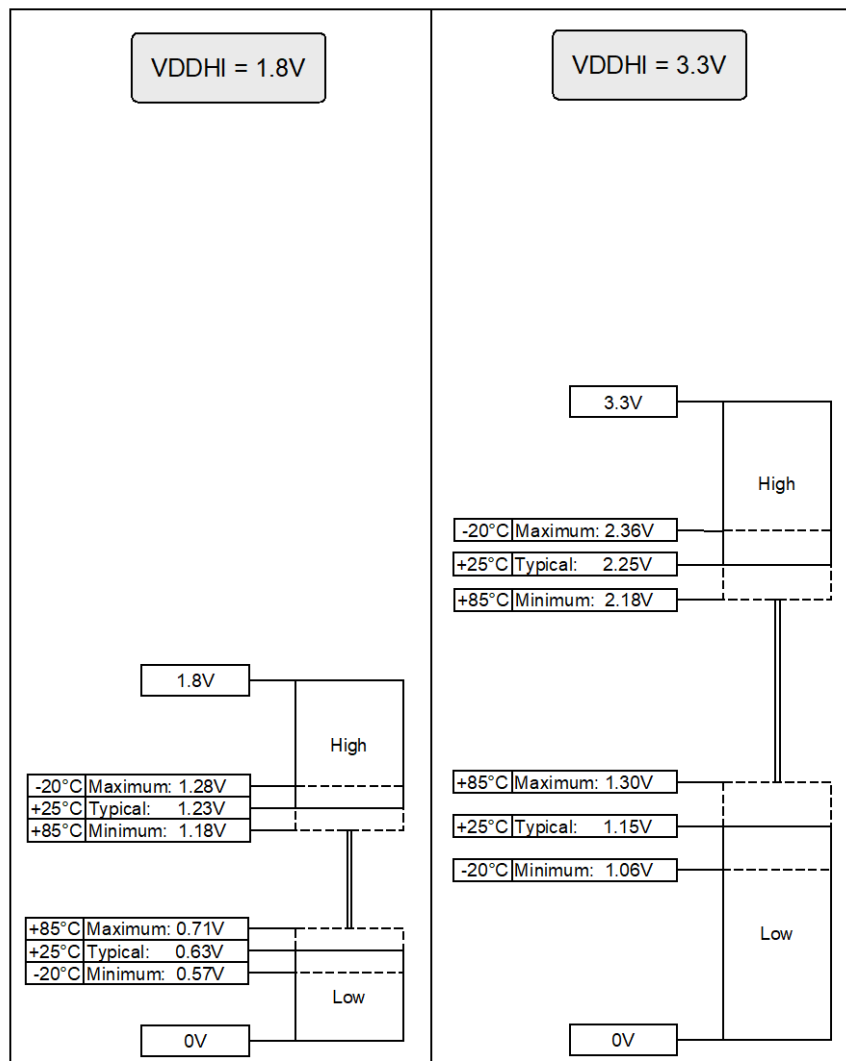 VDDHI = 1.8V
1.8V
High
-20°C Maximum: 1.28V
+25°C Typical: 1.23V
+85°C Minimum: 1.18V
+85°C Maximum: 0.71V
+25°C Typical: 0.63V
-20°C Minimum: 0.57V
Low
0V
VDDHI = 3.3V
3.3V
High
-20°C Maximum: 2.36V
+25°C Typical: 2.25V
+85°C Minimum: 2.18V
+85°C Maximum: 1.30V
+25°C Typical: 1.15V
-20°C Minimum: 1.06V
Low
0V